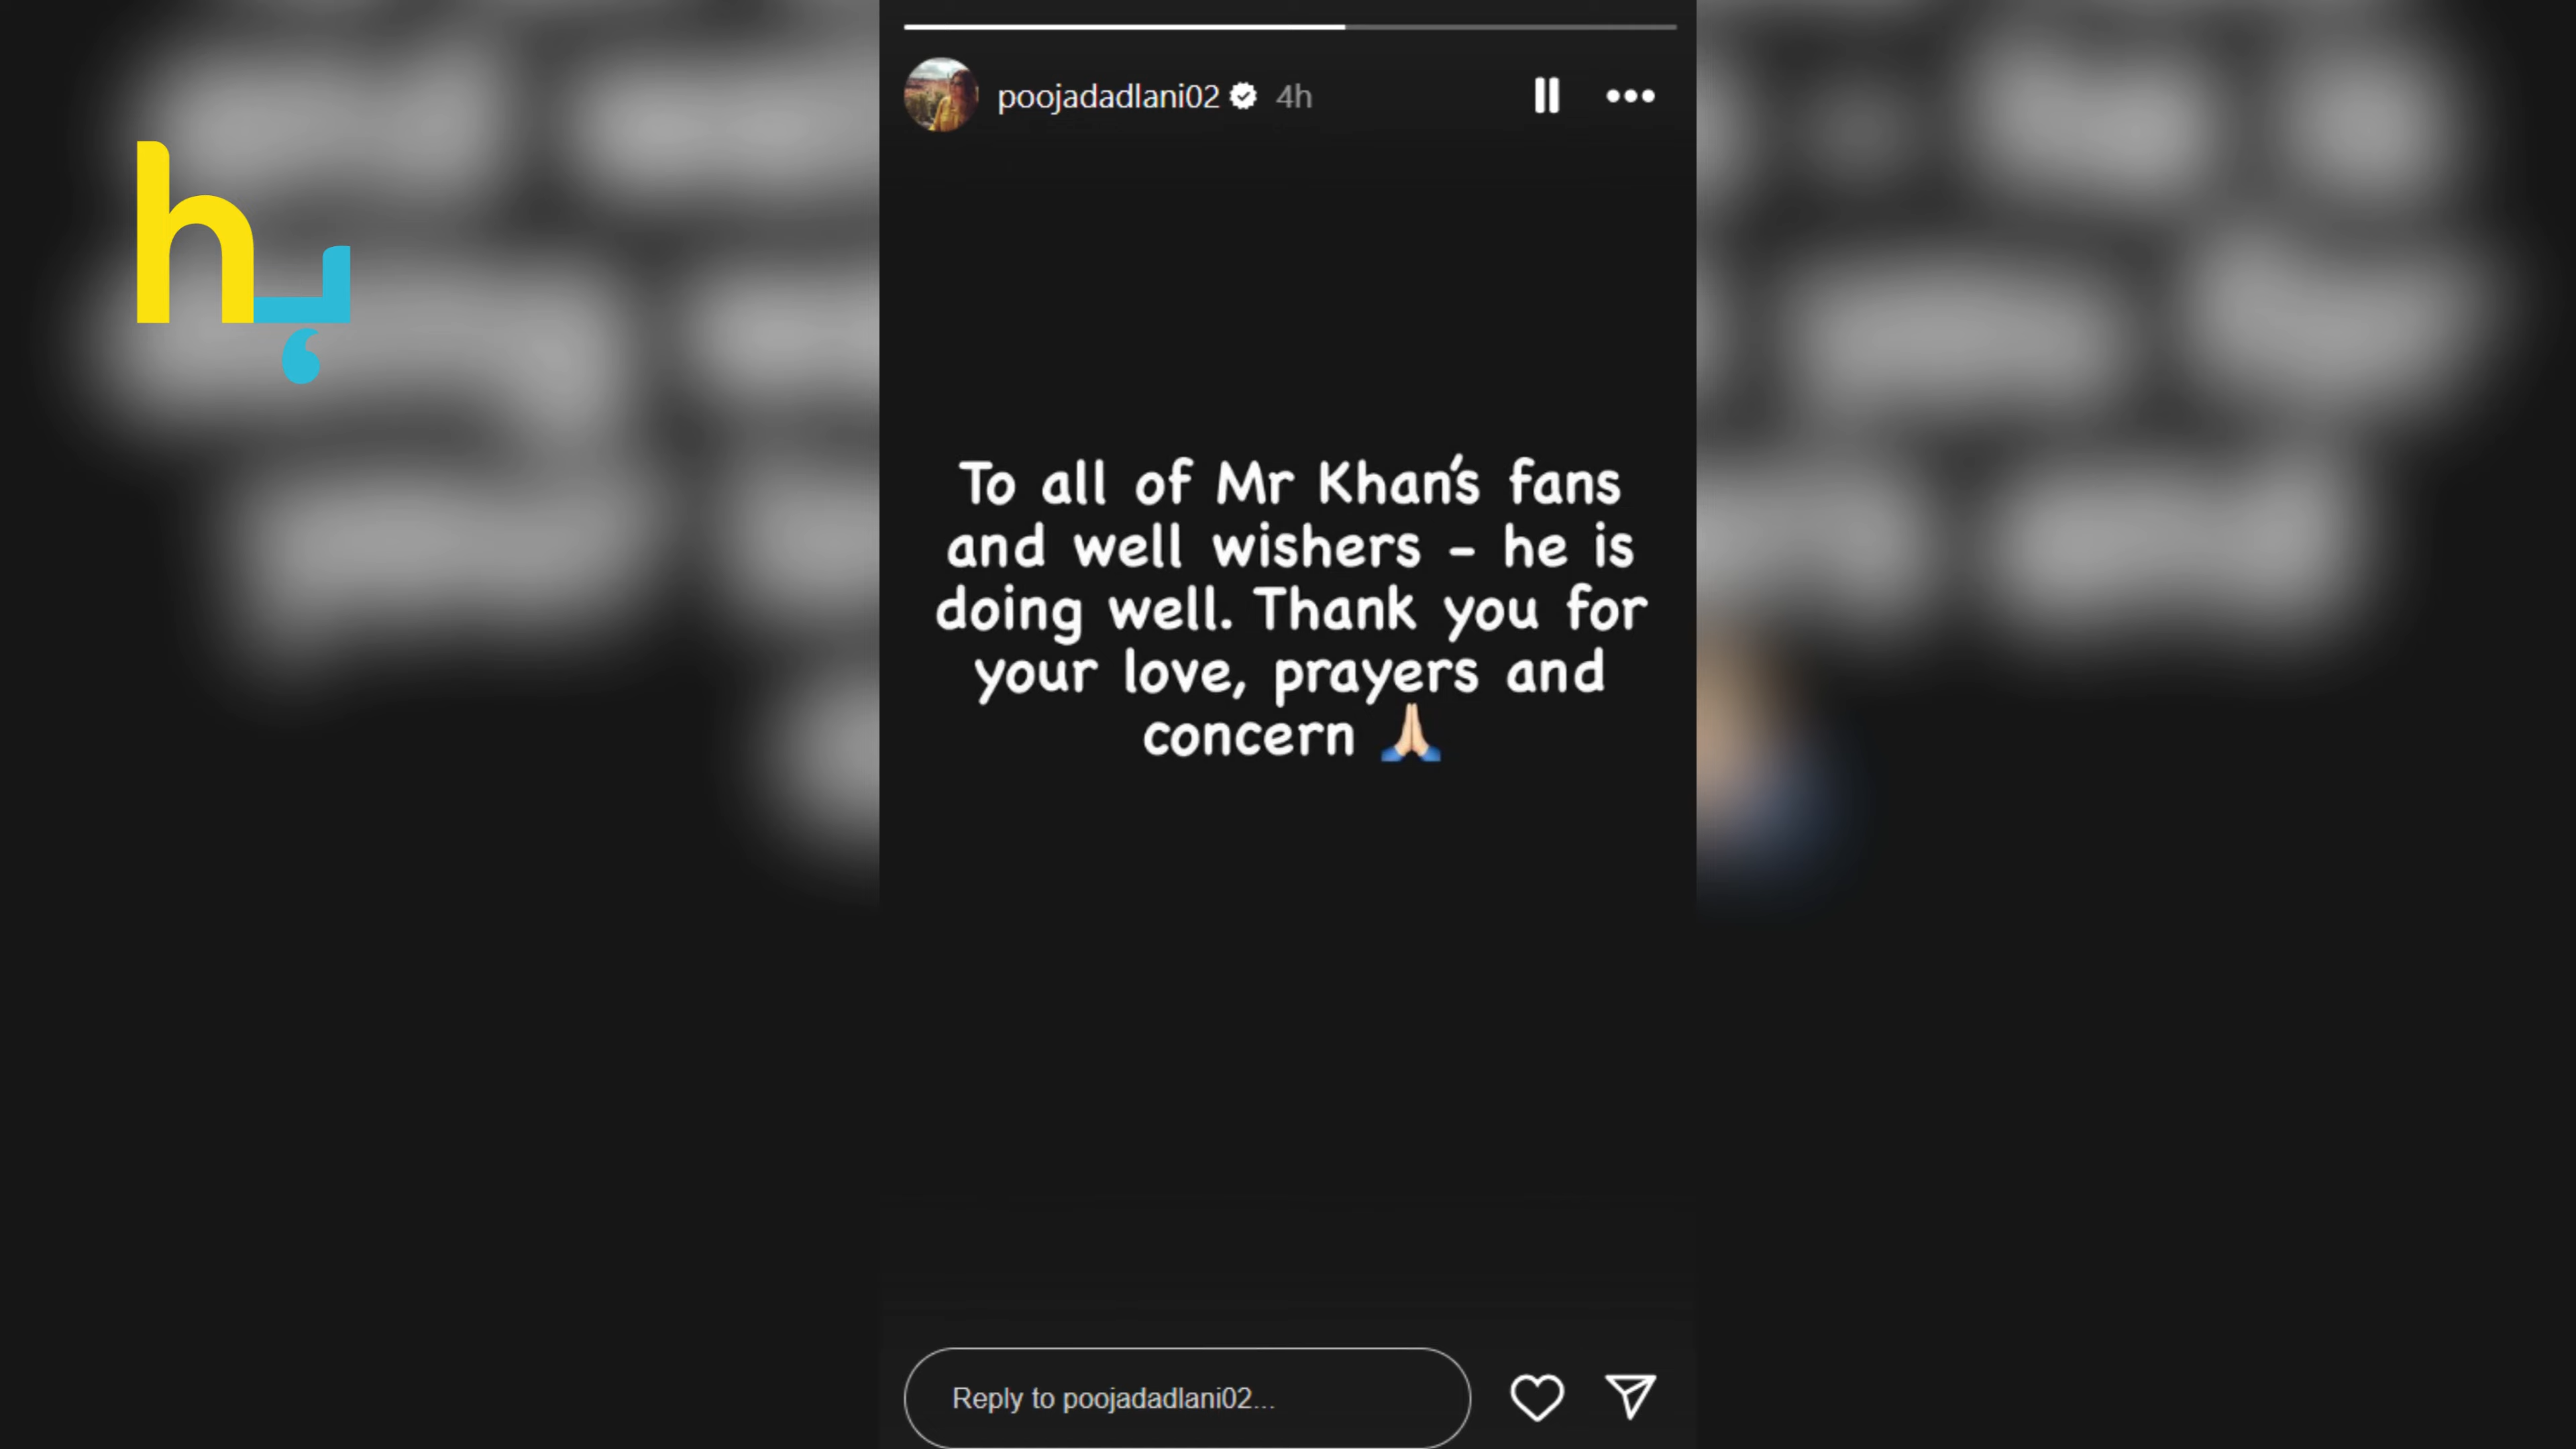 h
poojadadlani02 4h
To all of Mr Khan's fans
and well wishers - he is
doing well. Thank you for
your love, prayers and
concern 🙏🏻
Reply to poojadadlani02...